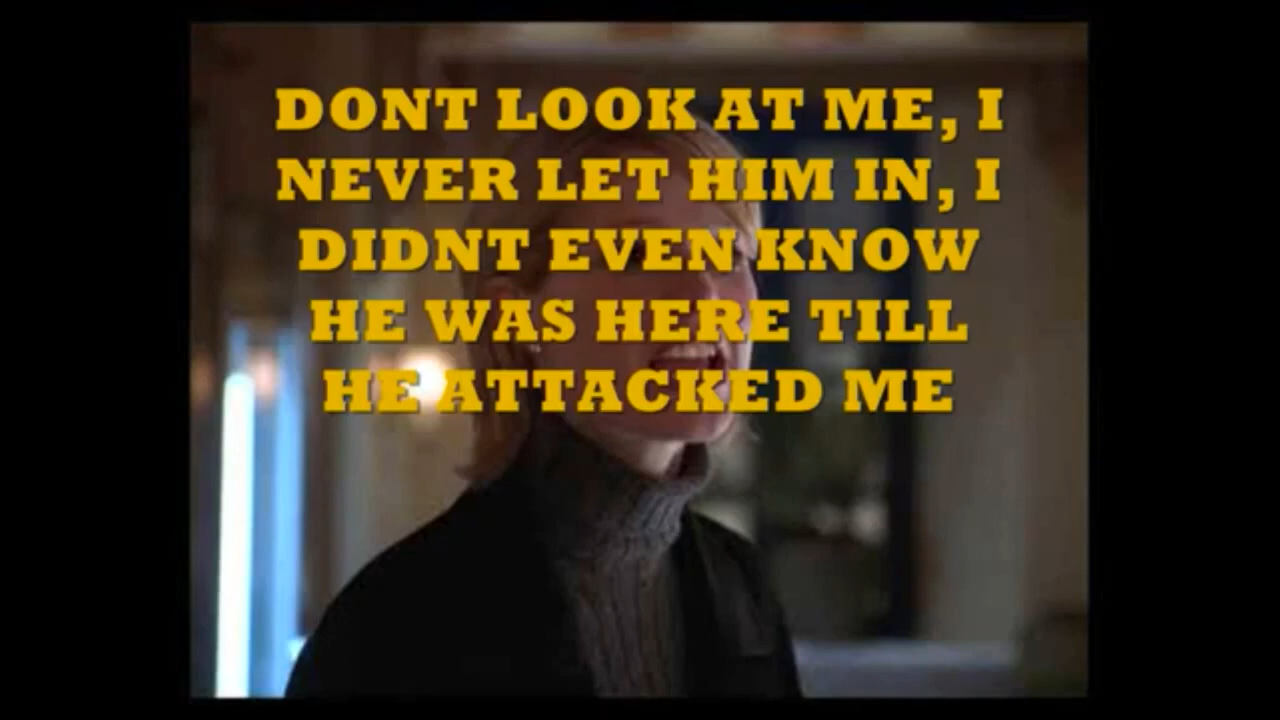 DONT LOOK AT ME, I
NEVER LET HIM IN, I
DIDNT EVEN KNOW
HE WAS HERE TILL
HE ATTACKED ME